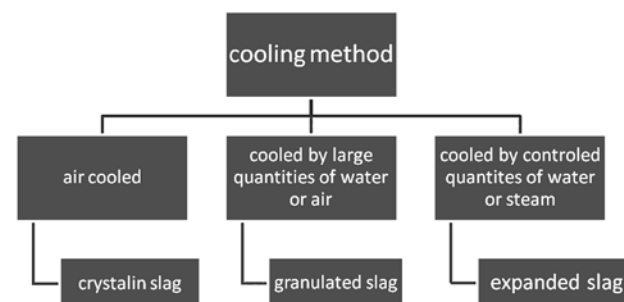 cooling method
air cooled
cooled by large
quantities of water
or air
cooled by controled
quantites of water
or steam
crystalin slag
granulated slag
expanded slag